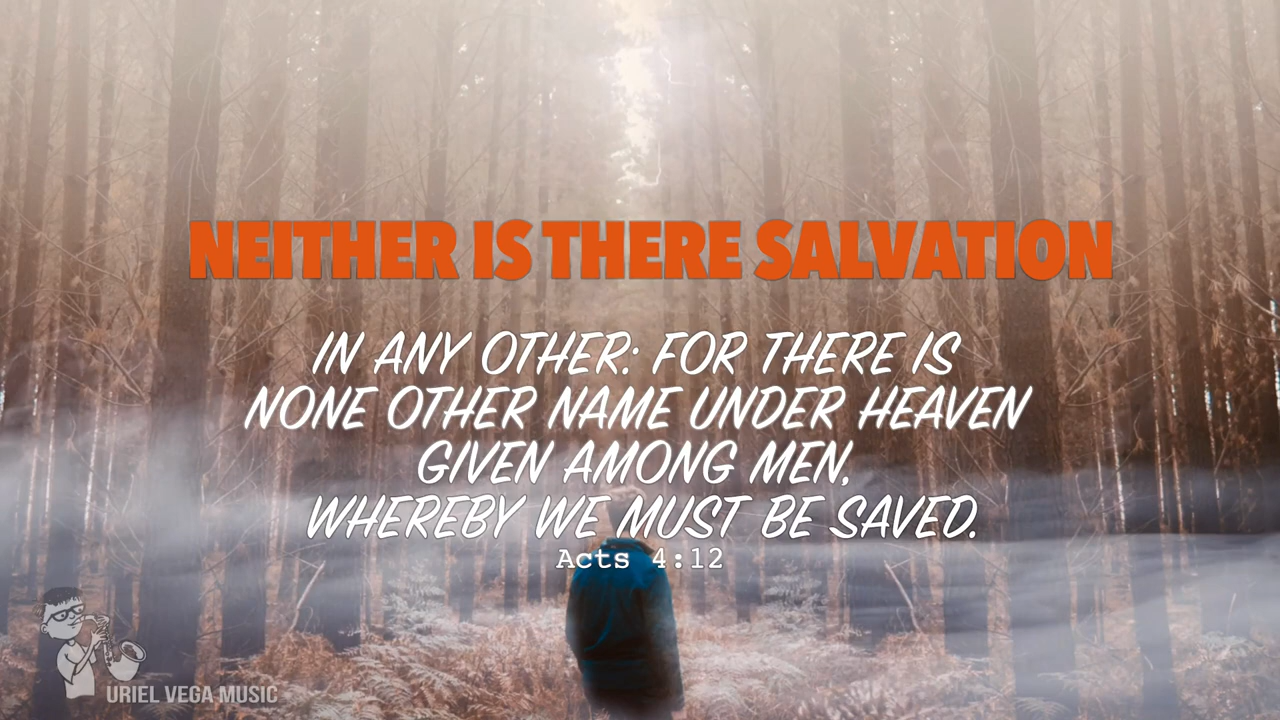 NEITHER IS THERE SALVATION
IN ANY OTHER: FOR THERE IS
NONE OTHER NAME UNDER HEAVEN
GIVEN AMONG MEN,
WHEREBY WE MUST BE SAVED.
Acts 4:12
URIEL VEGA MUSIC